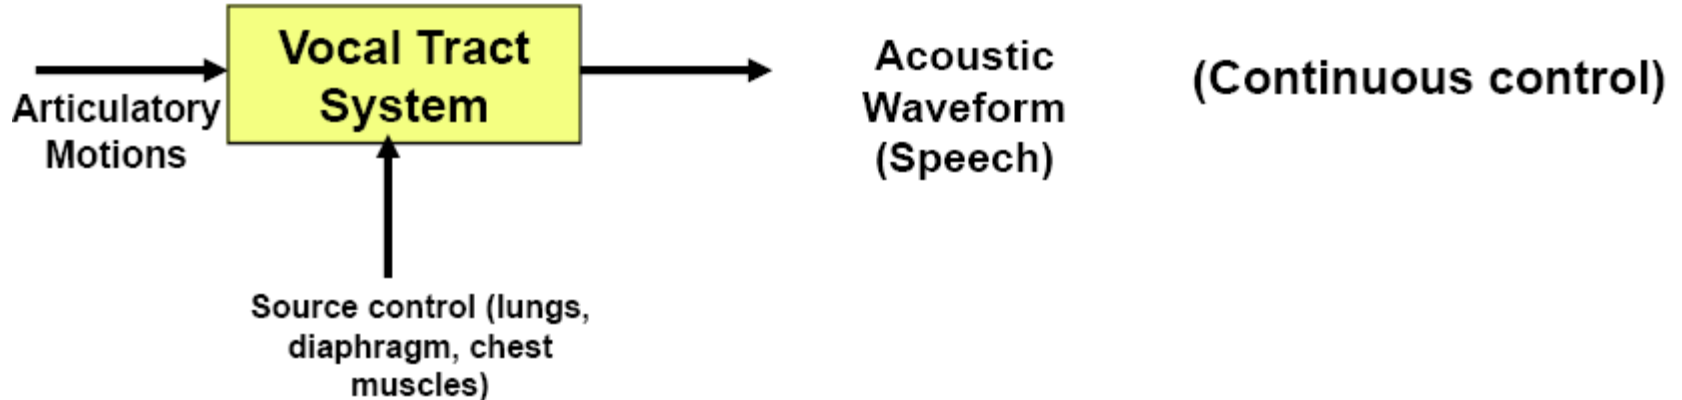 Vocal Tract
System
Articulatory
Motions
Acoustic
Waveform
(Speech)
(Continuous control)
Source control (lungs,
diaphragm, chest
muscles)